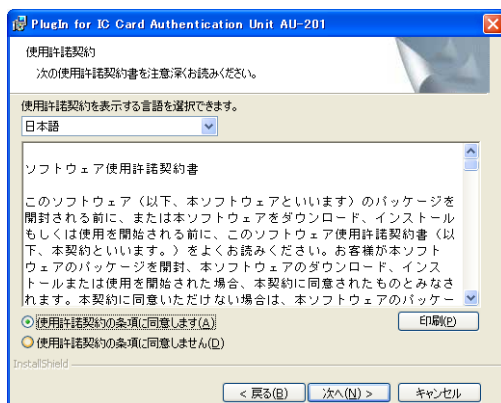 PlugIn for IC Card Authentication Unit AU-201
使用許諾契約
次の使用許諾契約書を注意深くお読みください。
使用許諾契約を表示する言語を選択できます。
日本語
ソフトウェア使用許諾契約書
このソフトウェア（以下、本ソフトウェアといいます）のパッケージを
開封される前に、または本ソフトウェアをダウンロード、インストール
もしくは使用を開始される前に、このソフトウェア使用許諾契約書（以
下、本契約といいます。）をよくお読みください。お客様が本ソフト
ウェアのパッケージを開封、本ソフトウェアのダウンロード、インス
トールまたは使用を開始された場合、本契約に同意されたものとみなさ
れます。本契約に同意いただけない場合は、本ソフトウェアのパッケー
使用許諾契約の条項に同意します(A)
印刷(P)
使用許諾契約の条項に同意しません(D)
InstallShield
< 戻る(B)
次へ(N) >
キャンセル